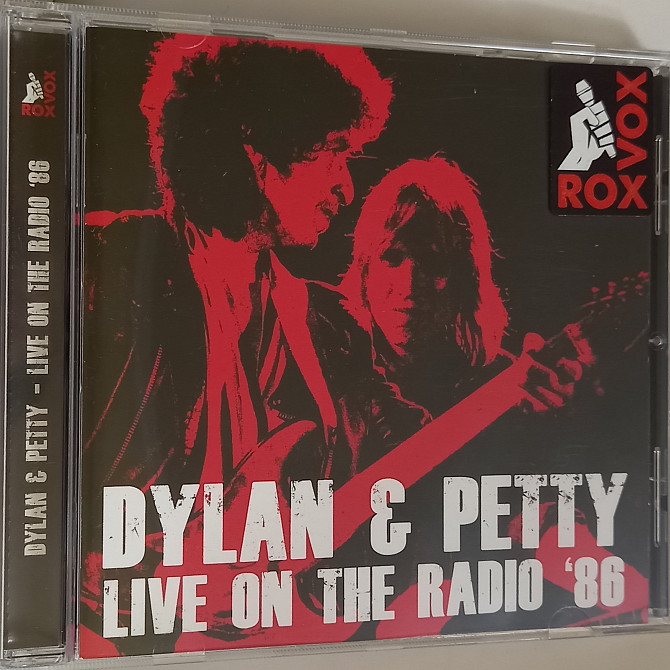 ROX VOX
DYLAN & PETTY – LIVE ON THE RADIO '86
ROX VOX
DYLAN & PETTY
LIVE ON THE RADIO '86